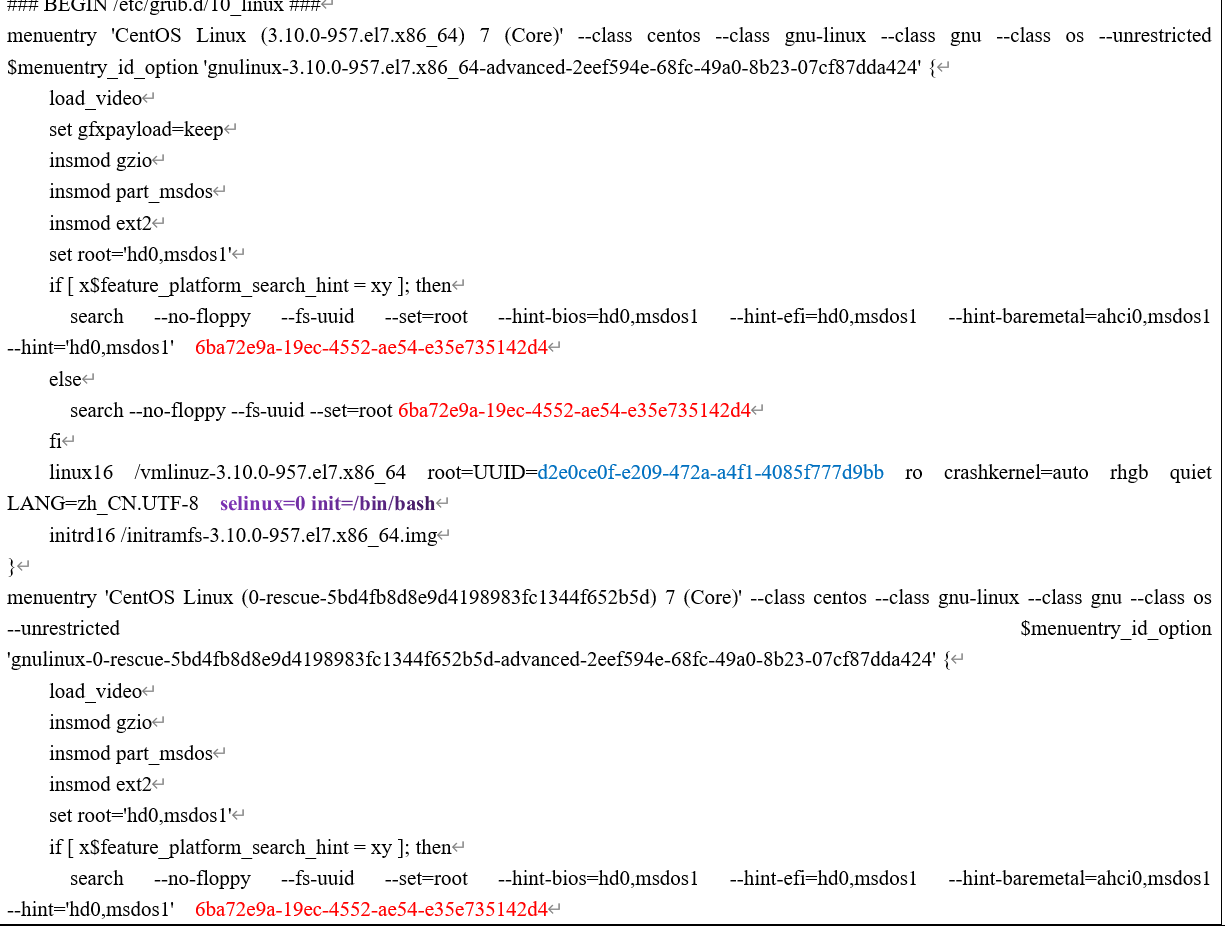 ### BEGIN /etc/grub.d/10_linux ###↵
menuentry 'CentOS Linux (3.10.0-957.el7.x86_64) 7 (Core)' --class centos --class gnu-linux --class gnu --class os --unrestricted
$menuentry_id_option 'gnulinux-3.10.0-957.el7.x86_64-advanced-2eef594e-68fc-49a0-8b23-07cf87dda424' {↵
load_video↵
set gfxpayload=keep↵
insmod gzio↵
insmod part_msdos↵
insmod ext2↵
set root='hd0,msdos1'↵
if [ x$feature_platform_search_hint = xy ]; then↵
search --no-floppy --fs-uuid --set=root --hint-bios=hd0,msdos1 --hint-efi=hd0,msdos1 --hint-baremetal=ahci0,msdos1
--hint='hd0,msdos1' 6ba72e9a-19ec-4552-ae54-e35e735142d4↵
else↵
search --no-floppy --fs-uuid --set=root 6ba72e9a-19ec-4552-ae54-e35e735142d4↵
fi↵
linux16 /vmlinuz-3.10.0-957.el7.x86_64 root=UUID=d2e0ce0f-e209-472a-a4f1-4085f777d9bb ro crashkernel=auto rhgb quiet
LANG=zh_CN.UTF-8 selinux=0 init=/bin/bash↵
initrd16 /initramfs-3.10.0-957.el7.x86_64.img↵
}↵
menuentry 'CentOS Linux (0-rescue-5bd4fb8d8e9d4198983fc1344f652b5d) 7 (Core)' --class centos --class gnu-linux --class gnu --class os
--unrestricted $menuentry_id_option
'gnulinux-0-rescue-5bd4fb8d8e9d4198983fc1344f652b5d-advanced-2eef594e-68fc-49a0-8b23-07cf87dda424' {↵
load_video↵
insmod gzio↵
insmod part_msdos↵
insmod ext2↵
set root='hd0,msdos1'↵
if [ x$feature_platform_search_hint = xy ]; then↵
search --no-floppy --fs-uuid --set=root --hint-bios=hd0,msdos1 --hint-efi=hd0,msdos1 --hint-baremetal=ahci0,msdos1
--hint='hd0,msdos1' 6ba72e9a-19ec-4552-ae54-e35e735142d4↵